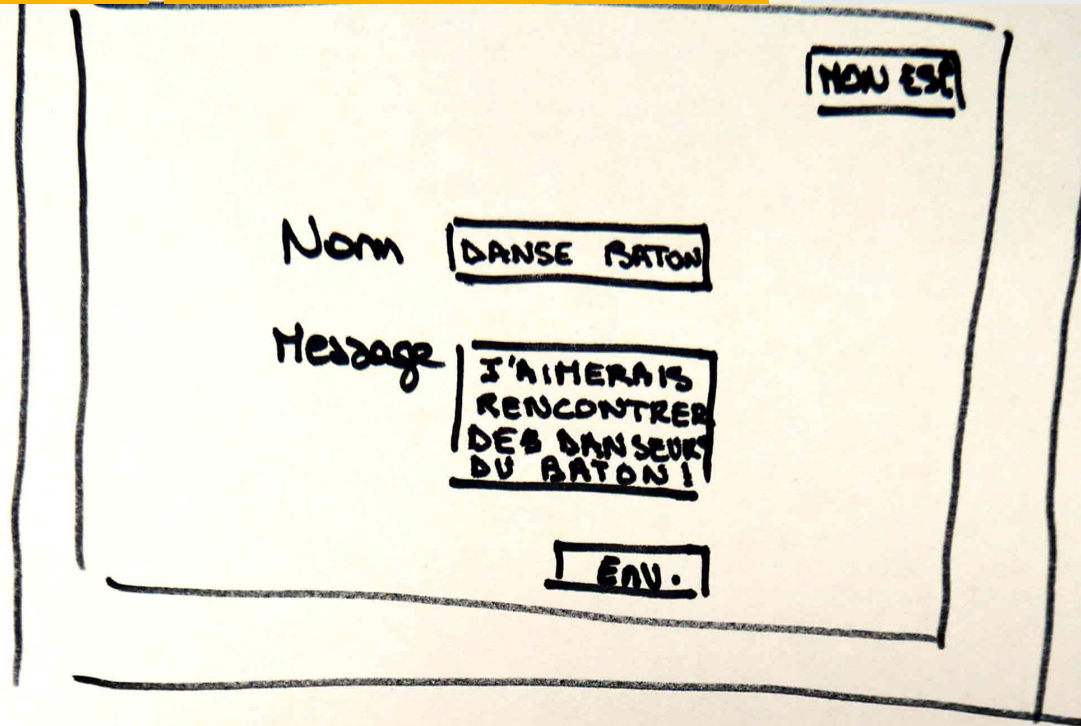 MON ESP.
Nom DANSE BATON
Message
J'AIMERAIS
RENCONTRER
DES DANSEURS
DU BATON!
ENV.